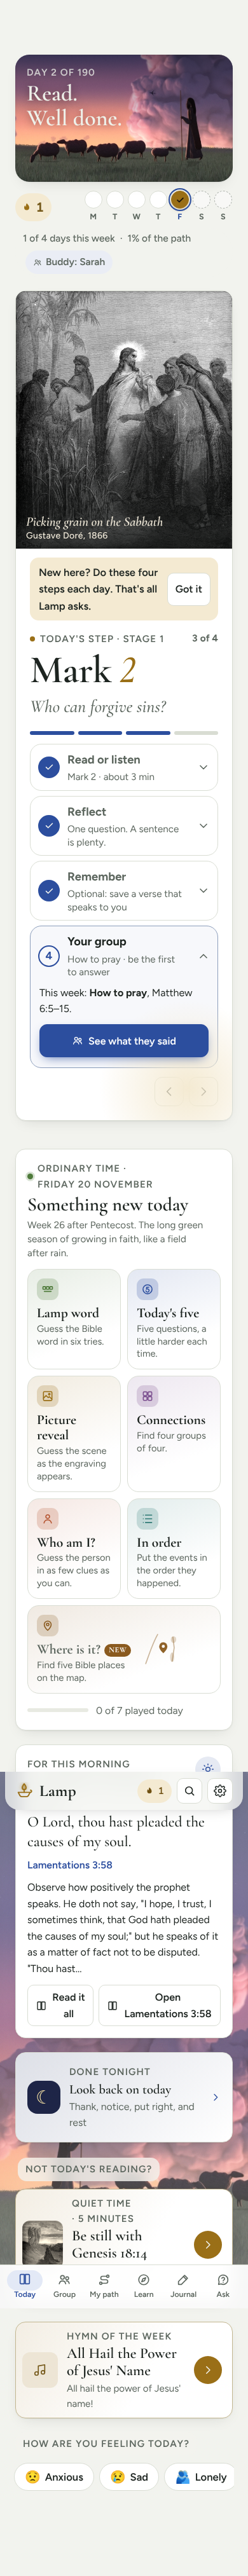 DAY 2 OF 190
Read.
Well done.
1
M T W T F S S
1 of 4 days this week · 1% of the path
Buddy: Sarah
Picking grain on the Sabbath
Gustave Doré, 1866
New here? Do these four
steps each day. That's all
Lamp asks.
Got it
TODAY'S STEP · STAGE 1
3 of 4
Mark 2
Who can forgive sins?
Read or listen
Mark 2 · about 3 min
Reflect
One question. A sentence
is plenty.
Remember
Optional: save a verse that
speaks to you
4
Your group
How to pray · be the first
to answer
This week: How to pray, Matthew
6:5–15.
See what they said
ORDINARY TIME ·
FRIDAY 20 NOVEMBER
Something new today
Week 26 after Pentecost. The long green
season of growing in faith, like a field
after rain.
Lamp word
Guess the Bible
word in six tries.
5
Today's five
Five questions, a
little harder each
time.
Picture
reveal
Guess the scene
as the engraving
appears.
Connections
Find four groups
of four.
Who am I?
Guess the person
in as few clues as
you can.
In order
Put the events in
the order they
happened.
Where is it? NEW
Find five Bible places
on the map.
0 of 7 played today
FOR THIS MORNING
Lamp
1
O Lord, thou hast pleaded the
causes of my soul.
Lamentations 3:58
Observe how positively the prophet
speaks. He doth not say, "I hope, I trust, I
sometimes think, that God hath pleaded
the causes of my soul;" but he speaks of it
as a matter of fact not to be disputed.
"Thou hast…
Read it
all
Open
Lamentations 3:58
DONE TONIGHT
Look back on today
Thank, notice, put right, and
rest
NOT TODAY'S READING?
QUIET TIME
· 5 MINUTES
Be still with
Genesis 18:14
Today
Group
My path
Learn
Journal
Ask
HYMN OF THE WEEK
All Hail the Power
of Jesus' Name
All hail the power of Jesus'
name!
HOW ARE YOU FEELING TODAY?
Anxious
Sad
Lonely